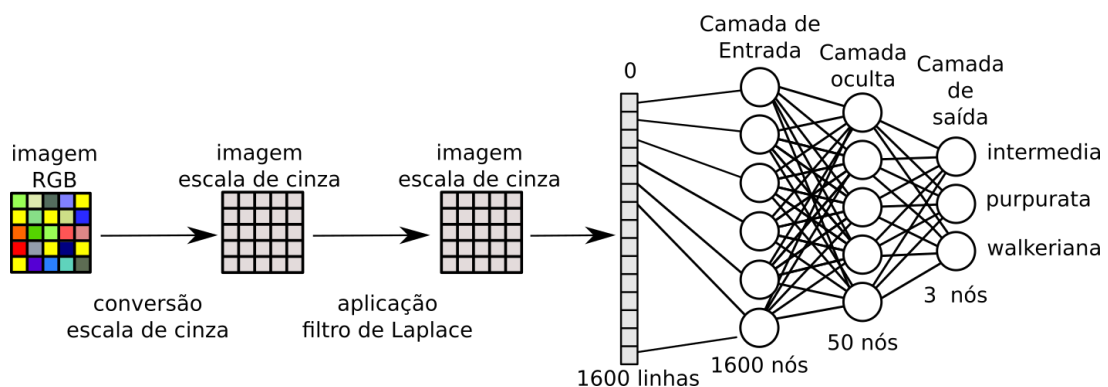 imagem
RGB
conversão
escala de cinza
imagem
escala de cinza
aplicação
filtro de Laplace
imagem
escala de cinza
0
1600 linhas
Camada de
Entrada
1600 nós
Camada
oculta
50 nós
Camada
de
saída
intermedia
purpurata
walkeriana
3 nós